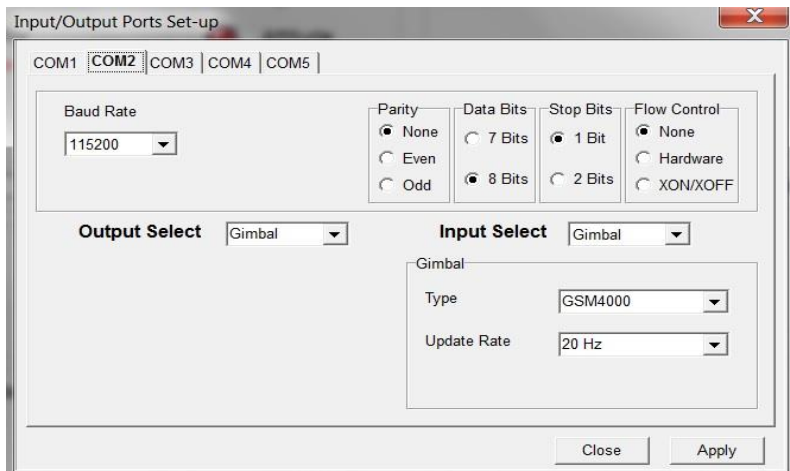 Input/Output Ports Set-up
COM1 COM2 COM3 COM4 COM5
Baud Rate
115200
Parity
None
Even
Odd
Data Bits
7 Bits
8 Bits
Stop Bits
1 Bit
2 Bits
Flow Control
None
Hardware
XON/XOFF
Output Select Gimbal
Input Select Gimbal
Gimbal
Type GSM4000
Update Rate 20 Hz
Close Apply